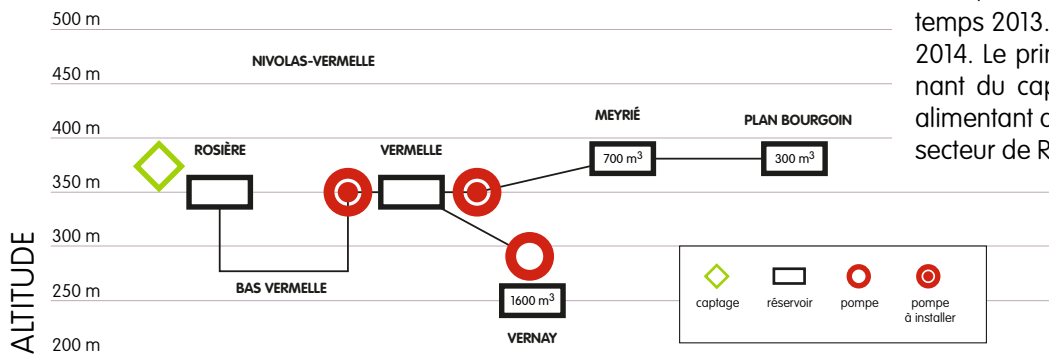 500 m
temps 2013.
2014. Le prin
NIVOLAS-VERMELLE
450 m
nant du cap
MEYRIÉ
PLAN BOURGOIN
alimentant
400 m
ROSIÈRE
VERMELLE
secteur de R
700 m³
300 m³
350 m
ALTITUDE
300 m
BAS VERMELLE
250 m
1600 m³
captage
réservoir
pompe
pompe
à installer
VERNAY
200 m